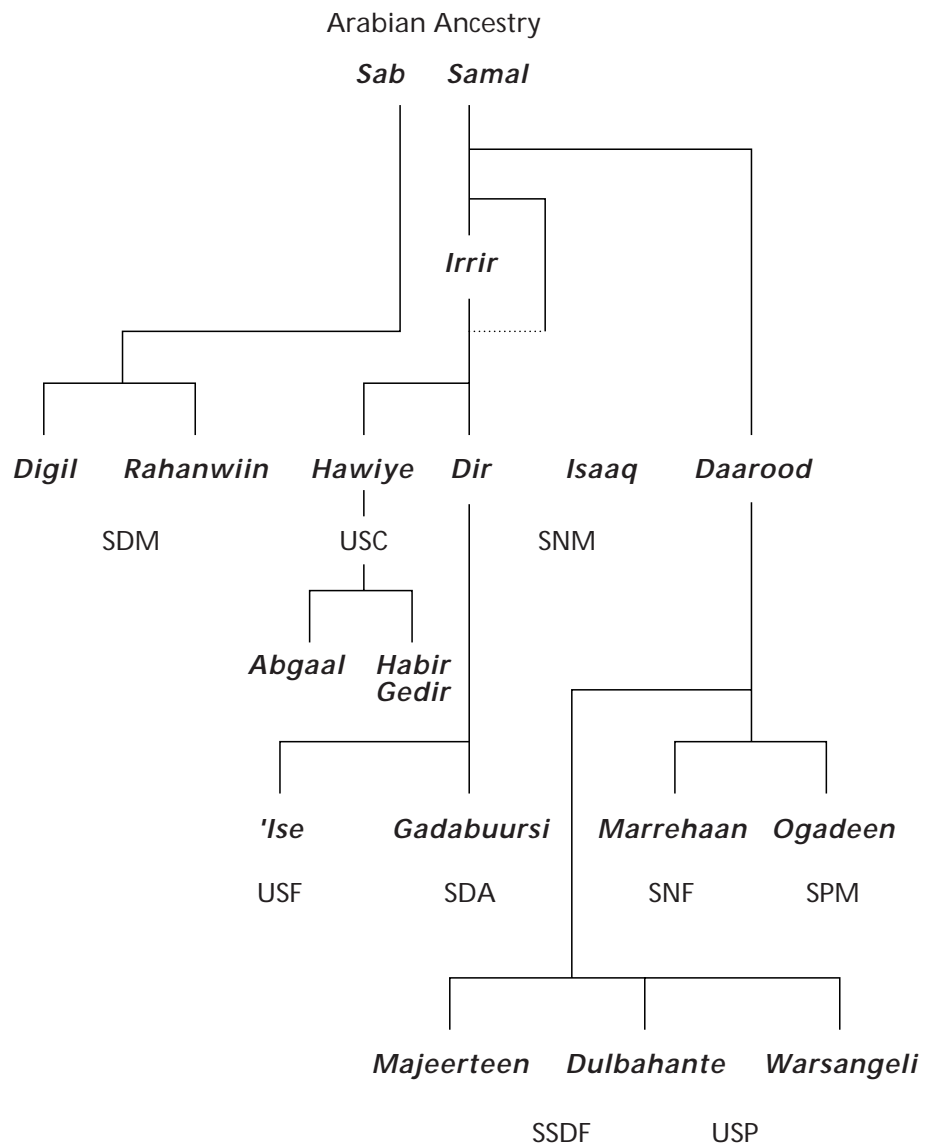 Arabian Ancestry
Sab Samal
Irrir
Digil Rahanwiin Hawiye Dir Isaaq Daarood
SDM USC SNM
Abgaal Habir
Gedir
'Ise Gadabuursi Marrehaan Ogadeen
USF SDA SNF SPM
Majeerteen Dulbahante Warsangeli
SSDF USP